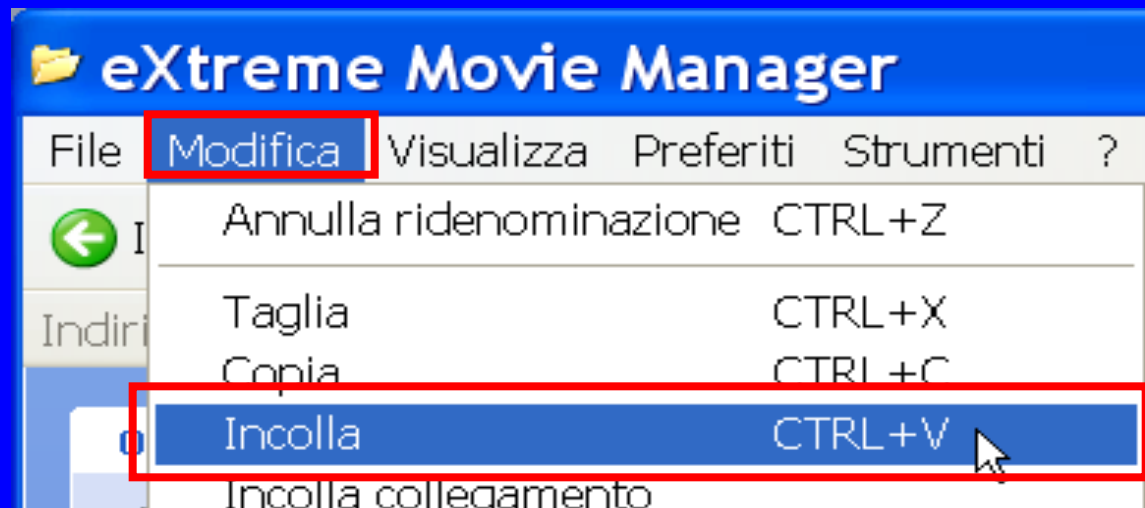 eXtreme Movie Manager
File Modifica Visualizza Preferiti Strumenti ?
Annulla ridenominazione CTRL+Z
I
Taglia CTRL+X
Indiri
Copia CTRL+C
Incolla CTRL+V
Incolla collegamento